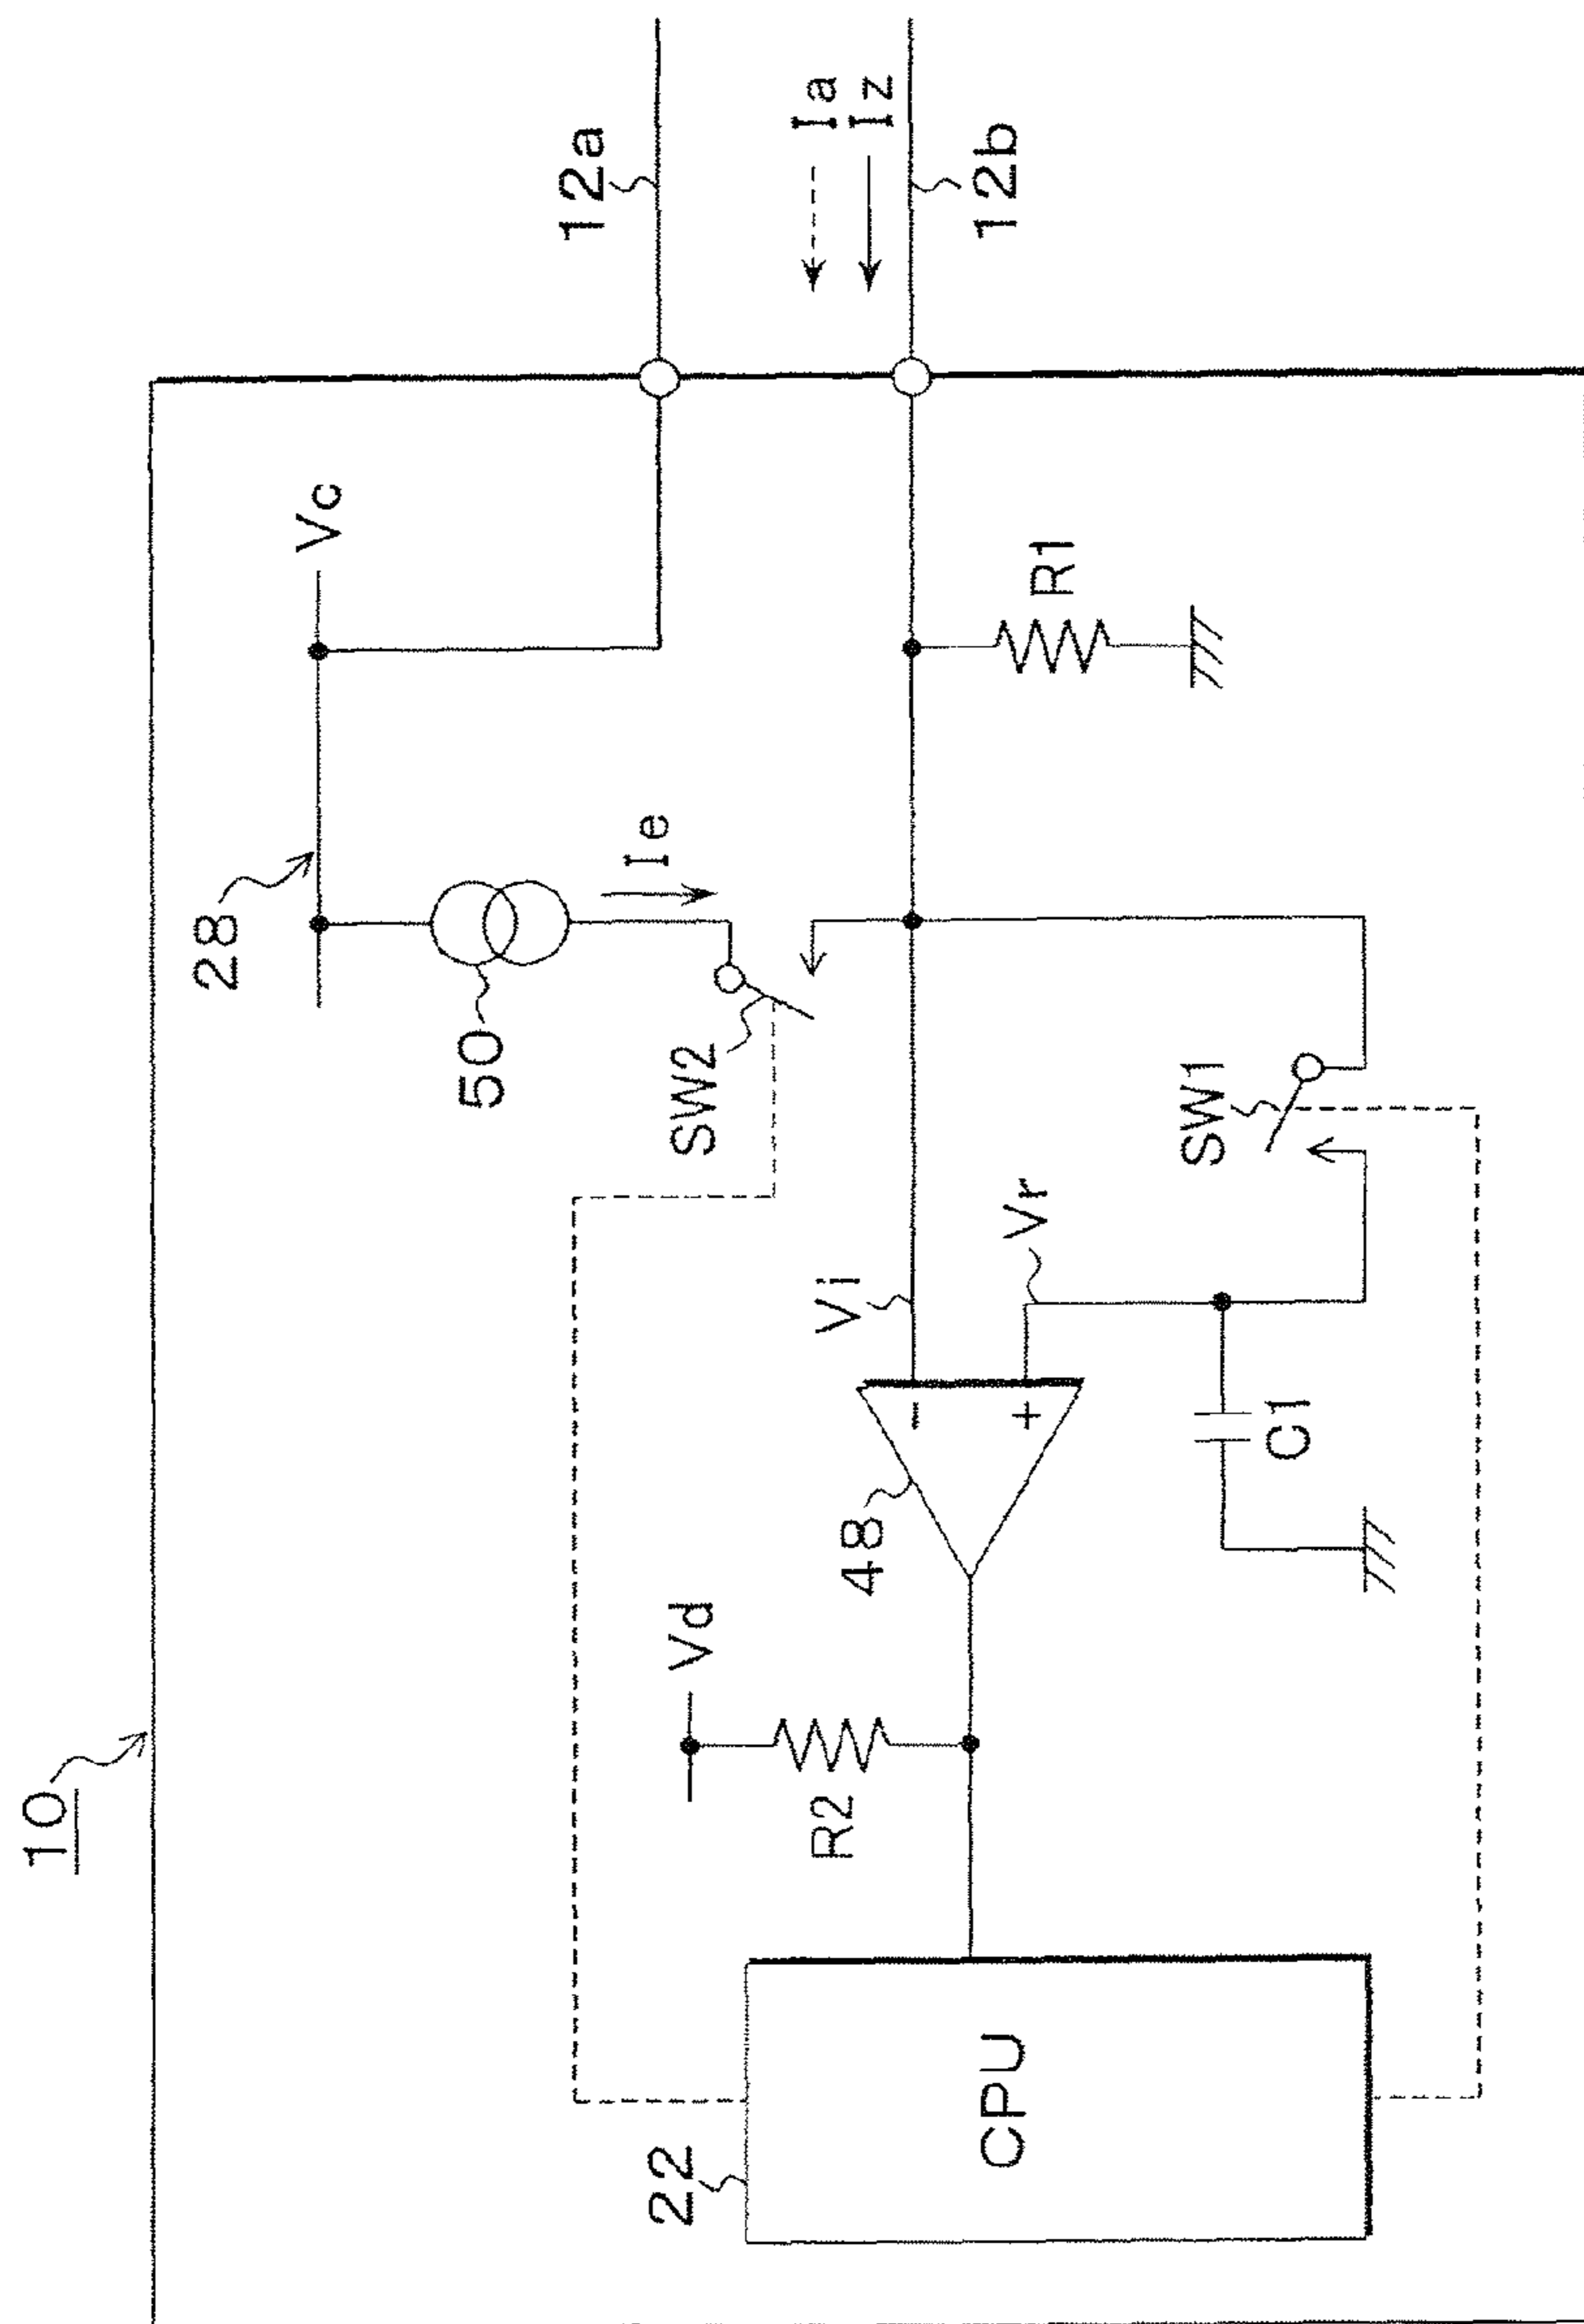 10
28
Vc
12a
50
Ie
SW2
Ia
Iz
22
Vd
R2
48
Vi
12b
CPU
-
+
Vr
R1
C1
SW1